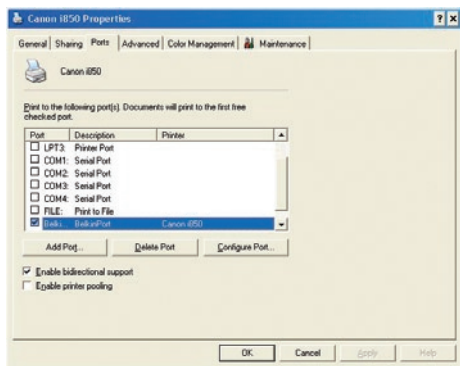 Canon i850 Properties
General Sharing Ports Advanced Color Management Maintenance
Canon i850
Print to the following port(s). Documents will print to the first free
checked port.
Port Description Printer
LPT3: Printer Port
COM1: Serial Port
COM2: Serial Port
COM3: Serial Port
COM4: Serial Port
FILE: Print to File
Belki... BelkinPort Canon i850
Add Port... Delete Port Configure Port...
Enable bidirectional support
Enable printer pooling
OK Cancel Apply Help